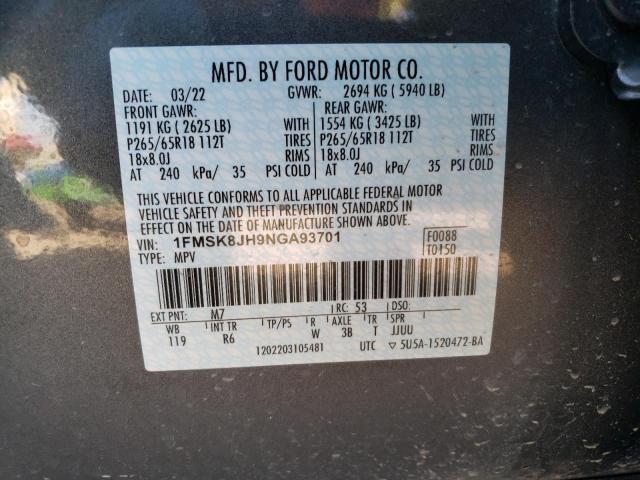 MFD. BY FORD MOTOR CO.
DATE: 03/22 GVWR: 2694 KG ( 5940 LB)
FRONT GAWR: REAR GAWR:
1191 KG ( 2625 LB) WITH 1554 KG ( 3425 LB) WITH
P265/65R18 112T TIRES P265/65R18 112T TIRES
18x8.0J RIMS 18x8.0J RIMS
AT 240 kPa/ 35 PSI COLD AT 240 kPa/ 35 PSI COLD
THIS VEHICLE CONFORMS TO ALL APPLICABLE FEDERAL MOTOR
VEHICLE SAFETY AND THEFT PREVENTION STANDARDS IN
EFFECT ON THE DATE OF MANUFACTURE SHOWN ABOVE.
VIN: 1FMSK8JH9NGA93701 F0088
TYPE: MPV T0150
EXT PNT: M7 RC: 53 DSO:
WB INT TR TP/PS R AXLE TR SPR
119 R6 W 3B T JJUU
1202203105481 UTC 5U5A-1520472-BA